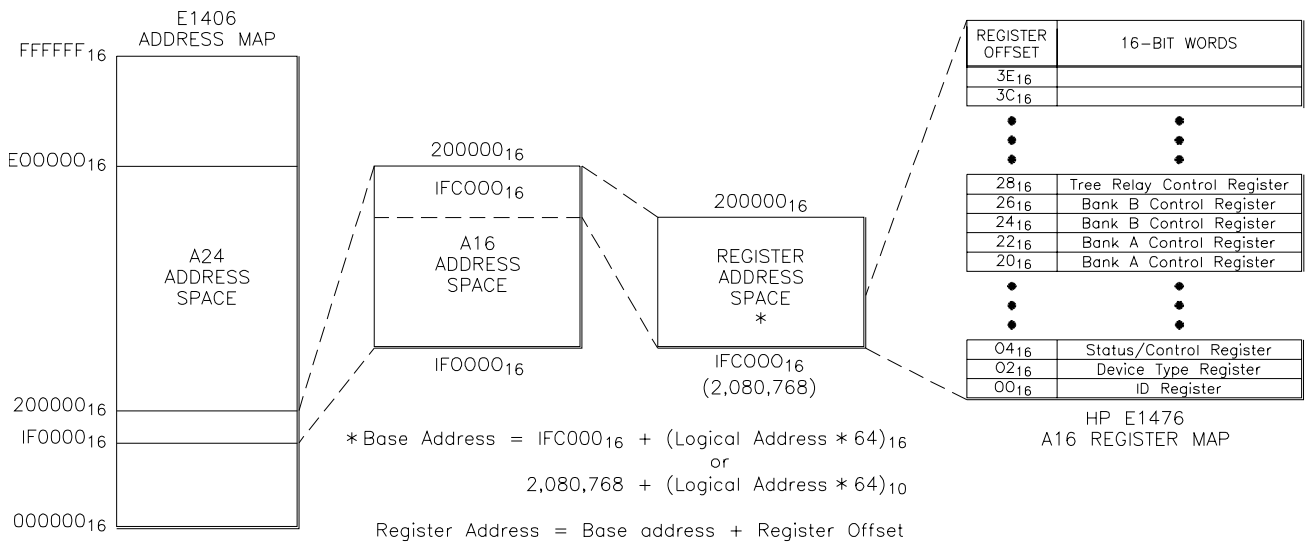 E1406
ADDRESS MAP
FFFFFF16
E0000016
A24
ADDRESS
SPACE
20000016
IF000016
00000016
20000016
IFC00016
A16
ADDRESS
SPACE
IF000016
20000016
REGISTER
ADDRESS
SPACE
*
IFC00016
(2,080,768)
*Base Address = IFC00016 + (Logical Address * 64)16
or
2,080,768 + (Logical Address * 64)10
Register Address = Base address + Register Offset
REGISTER OFFSET 16-BIT WORDS
3E16
3C16
2816 Tree Relay Control Register
2616 Bank B Control Register
2416 Bank B Control Register
2216 Bank A Control Register
2016 Bank A Control Register
0416 Status/Control Register
0216 Device Type Register
0016 ID Register
HP E1476
A16 REGISTER MAP